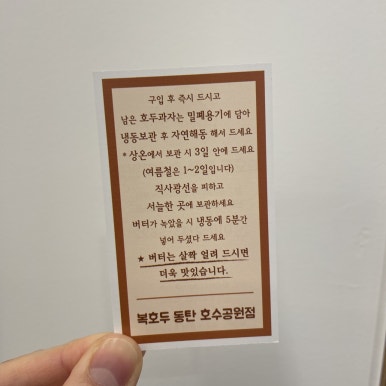 구입 후 즉시 드시고
남은 호두과자는 밀폐용기에 담아
냉동보관 후 자연해동 해서 드세요
* 상온에서 보관 시 3일 안에 드세요
(여름철은 1~2일입니다)
직사광선을 피하고
서늘한 곳에 보관하세요
버터가 녹았을 시 냉동에 5분간
넣어 두셨다 드세요
★ 버터는 살짝 얼려 드시면
더욱 맛있습니다.
복호두 동탄 호수공원점